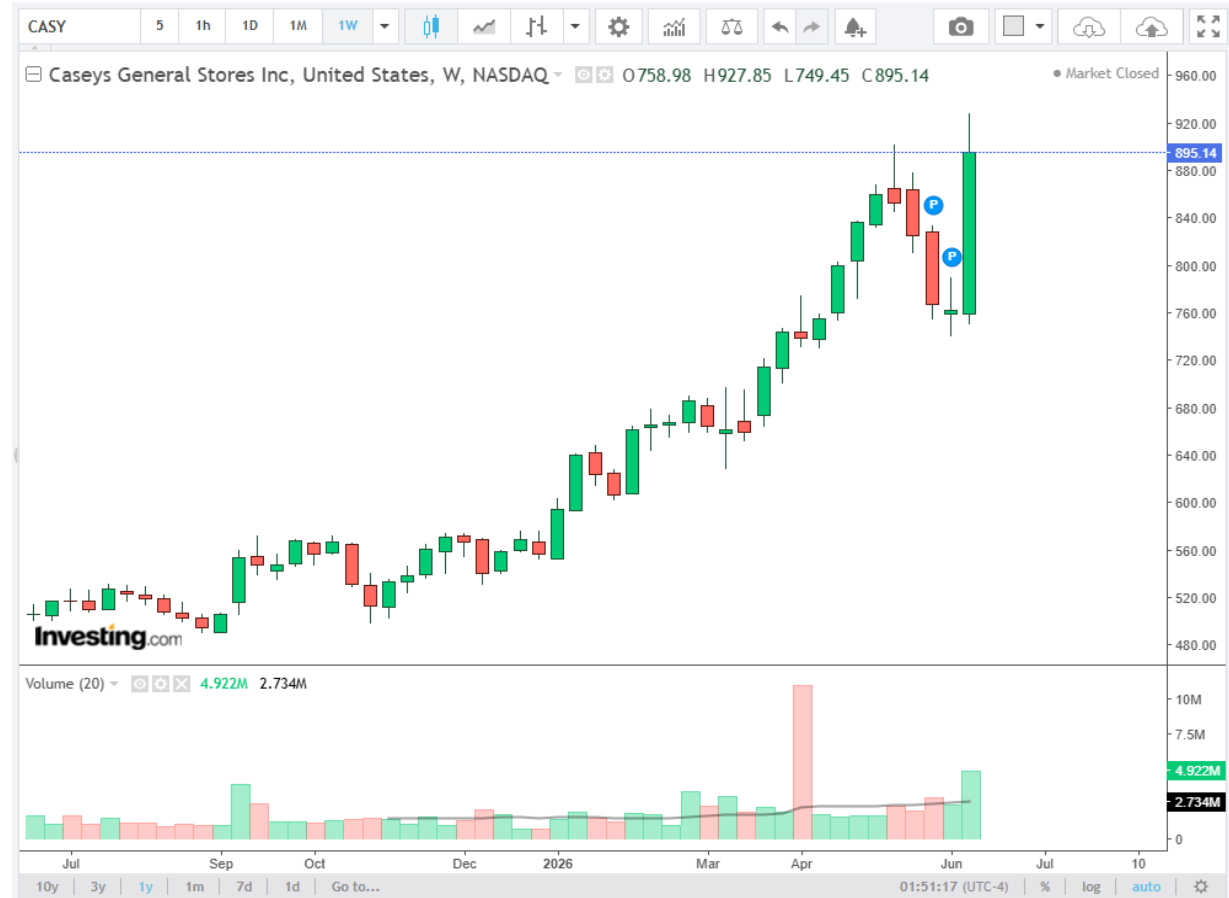 CASY 5 1h 1D 1M 1W
Caseys General Stores Inc, United States, W, NASDAQ O758.98 H927.85 L749.45 C895.14
Market Closed
960.00
920.00
895.14
880.00
840.00
P
P
800.00
760.00
720.00
680.00
640.00
600.00
560.00
520.00
480.00
Investing.com
Volume (20) 4.922M 2.734M
10M
7.5M
4.922M
2.734M
0
Jul Sep Oct Dec 2026 Mar Apr Jun Jul 10
10y 3y 1y 1m 7d 1d Go to... 01:51:17 (UTC-4) % log auto